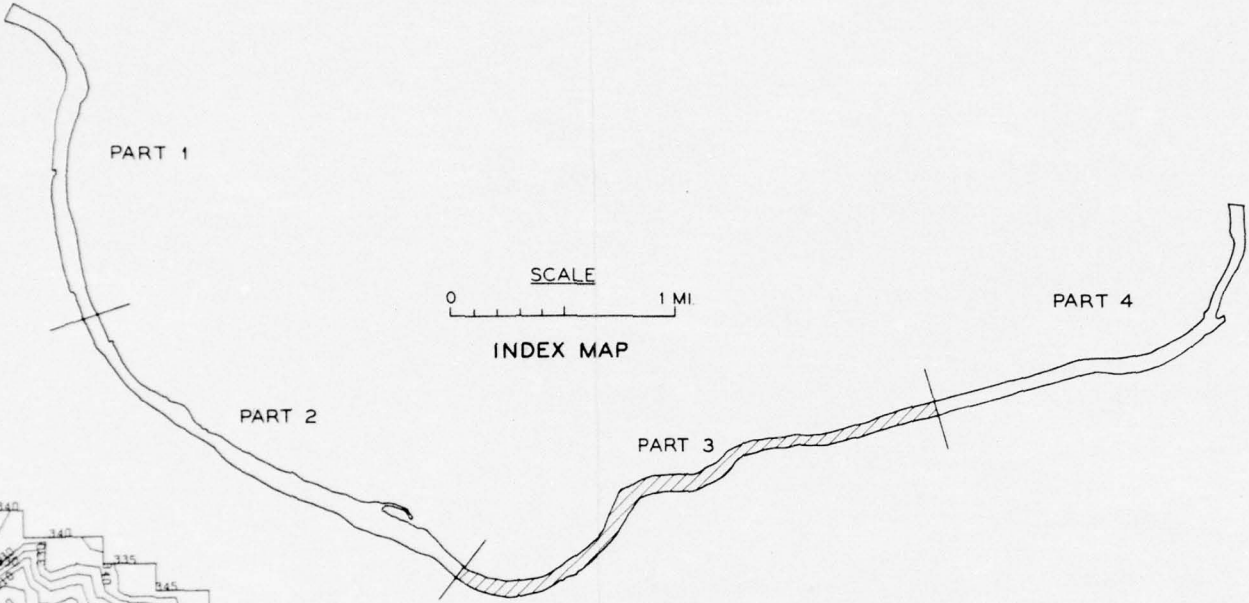 PART 1
SCALE
0 1 MI.
INDEX MAP
PART 4
PART 2
PART 3
340
340
335
345